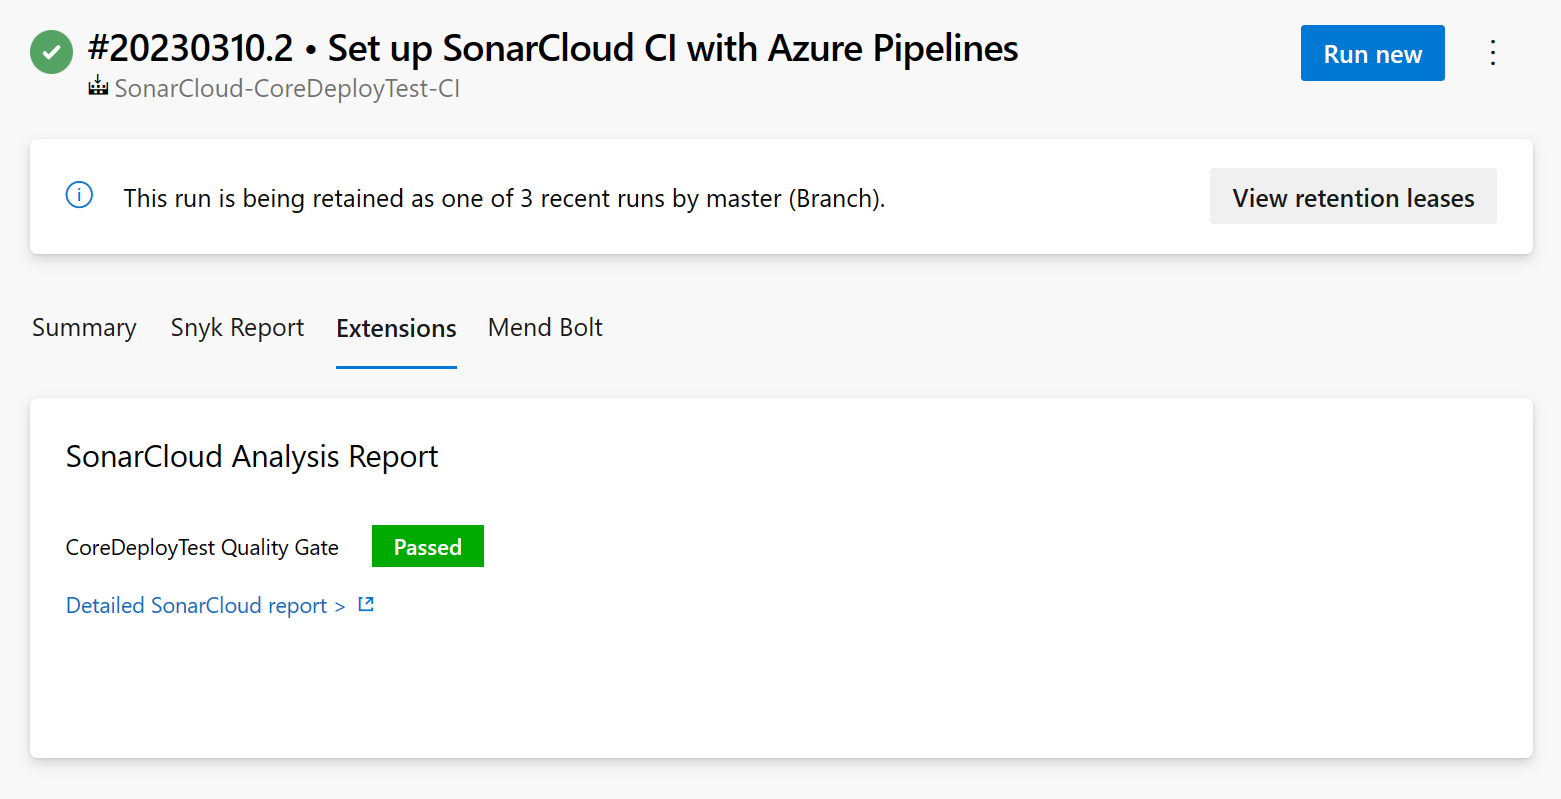 #20230310.2 • Set up SonarCloud CI with Azure Pipelines
Run new
SonarCloud-CoreDeployTest-CI
This run is being retained as one of 3 recent runs by master (Branch).
View retention leases
Summary
Snyk Report
Extensions
Mend Bolt
SonarCloud Analysis Report
CoreDeployTest Quality Gate
Passed
Detailed SonarCloud report >